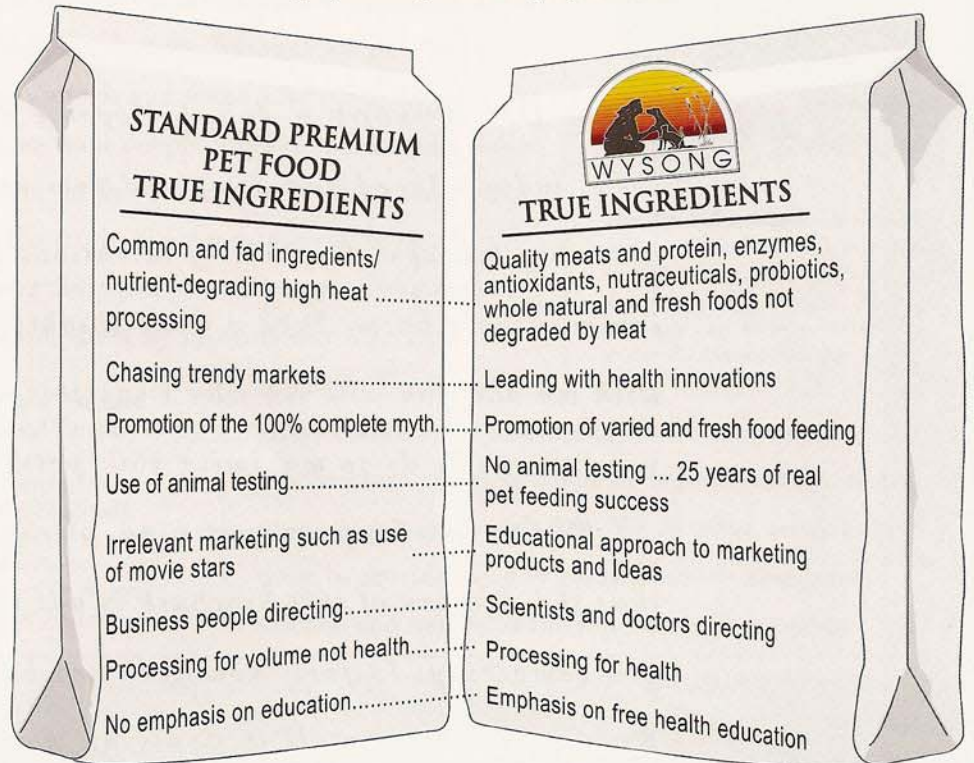 STANDARD PREMIUM
PET FOOD
TRUE INGREDIENTS
Common and fad ingredients/
nutrient-degrading high heat ..........
processing
Chasing trendy markets ..............
Promotion of the 100% complete myth.
Use of animal testing....................
Irrelevant marketing such as use
of movie stars
Business people directing...............
Processing for volume not health......
No emphasis on education..............
WYSONG
TRUE INGREDIENTS
Quality meats and protein, enzymes,
antioxidants, nutraceuticals, probiotics,
whole natural and fresh foods not
degraded by heat
Leading with health innovations
Promotion of varied and fresh food feeding
No animal testing ... 25 years of real
pet feeding success
Educational approach to marketing
products and Ideas
Scientists and doctors directing
Processing for health
Emphasis on free health education